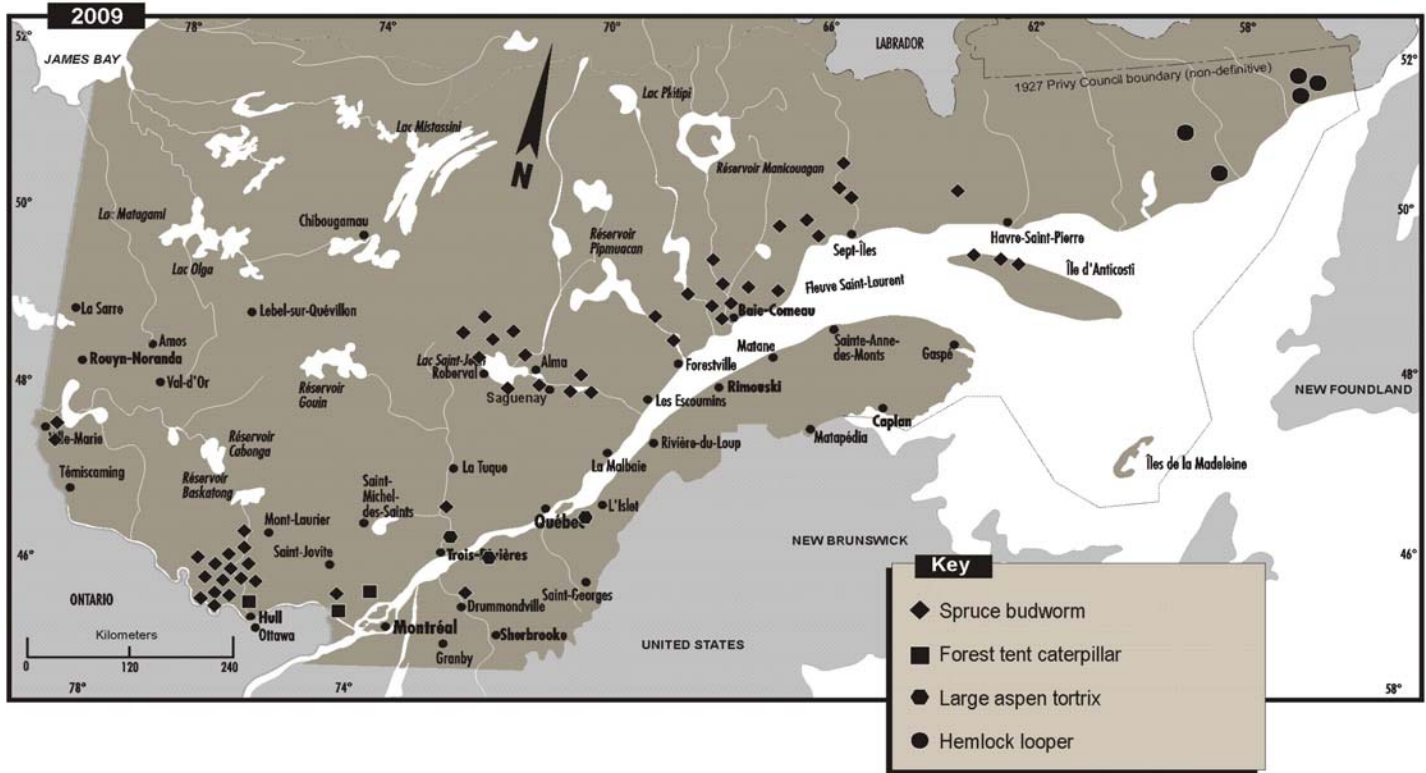 2009
78°
74°
70°
66°
62°
58°
52°
JAMES BAY
LABRADOR
52°
1927 Privy Council boundary (non-definitive)
Lac Plétipi
Lac Mistassini
N
Réservoir Manicouagan
50°
Lac Matagami
Chibougamau
50°
Réservoir
Pipmuacan
Havre-Saint-Pierre
Sept-Îles
Lac Olga
Île d'Anticosti
Fleuve Saint-Laurent
La Sarre
Lebel-sur-Quévillon
Baie-Comeau
Amos
Matane
Sainte-Anne-
des-Monts
Gaspé
Rouyn-Noranda
Lac Saint-Jean
Alma
Forestville
Roberval
48°
Val-d'Or
Réservoir
Gouin
48°
Saguenay
Rimouski
NEW FOUNDLAND
Les Escoumins
Caplan
Ville-Marie
Réservoir
Cabonga
Matapédia
Rivière-du-Loup
La Malbaie
Îles de la Madeleine
Témiscaming
La Tuque
Réservoir
Baskatong
Saint-
Michel-
des-Saints
L'Islet
Québec
Mont-Laurier
NEW BRUNSWICK
46°
Saint-Jovite
Trois-Rivières
46°
Key
Saint-Georges
ONTARIO
Drummondville
Spruce budworm
Hull
Ottawa
Montréal
Sherbrooke
Kilometers
UNITED STATES
Granby
0
120
240
Forest tent caterpillar
78°
74°
58°
Large aspen tortrix
Hemlock looper